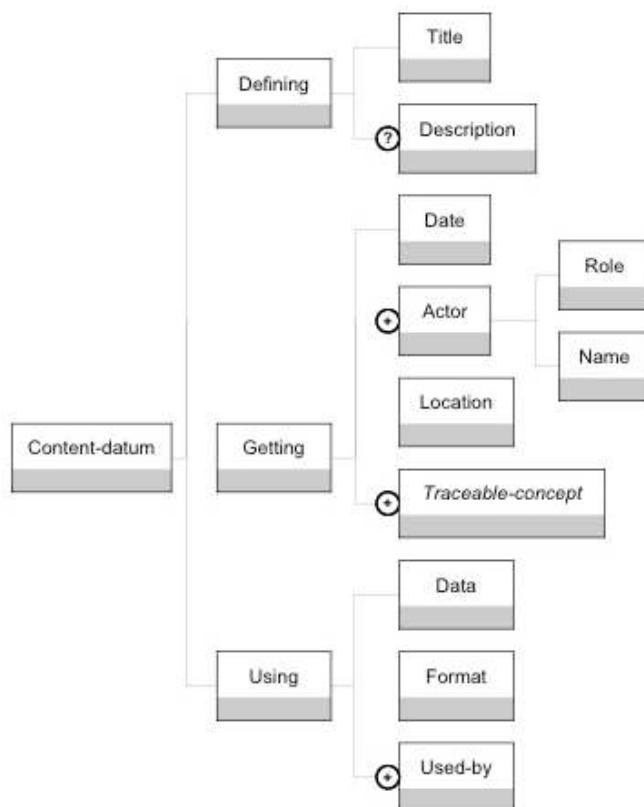 Title
Defining
? Description
Date
Role
+ Actor
Name
Location
Content-datum
Getting
+ Traceable-concept
Data
Using
Format
+ Used-by